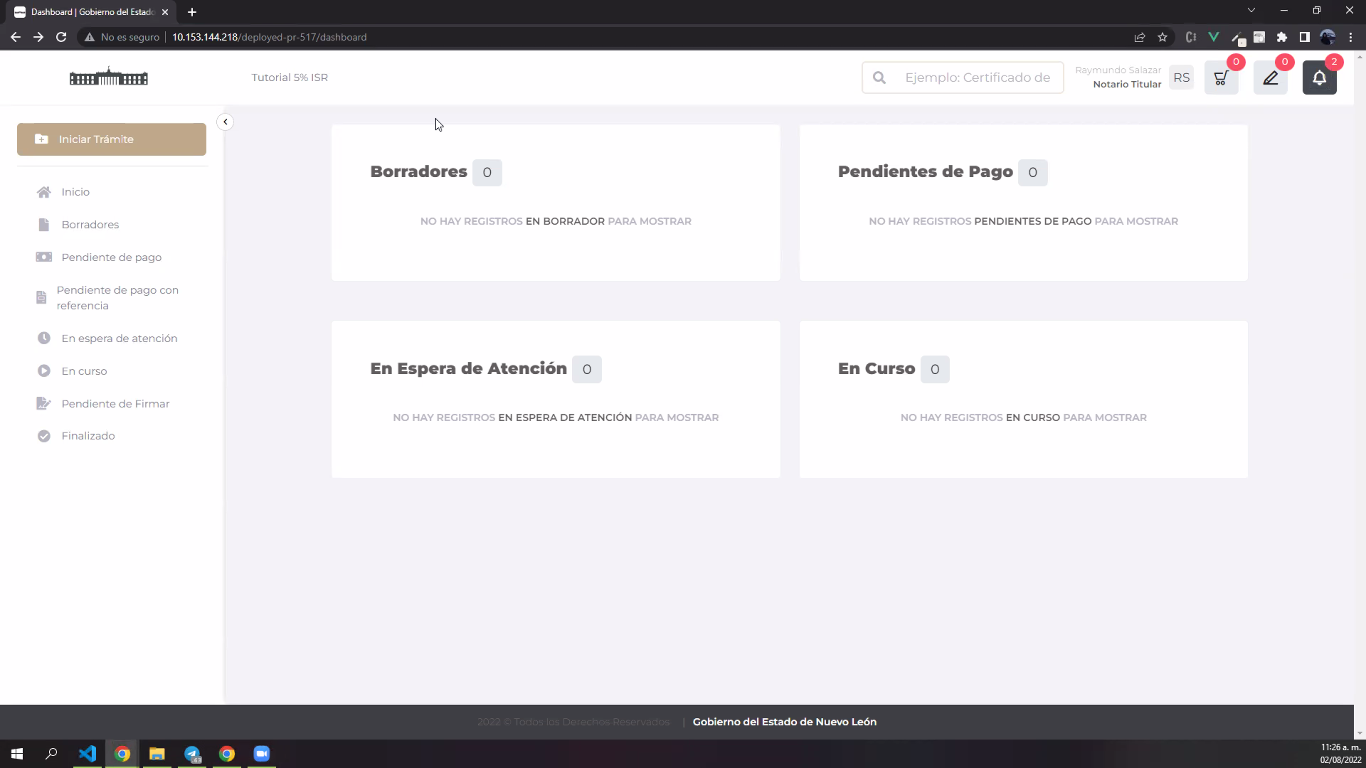 Dashboard | Gobierno del Estado
No es seguro | 10.153.144.218/deployed-pr-517/dashboard
Tutorial 5% ISR
Ejemplo: Certificado de
Raymundo Salazar
Notario Titular
RS
0
0
2
Iniciar Trámite
Inicio
Borradores
Pendiente de pago
Pendiente de pago con
referencia
En espera de atención
En curso
Pendiente de Firmar
Finalizado
Borradores 0
NO HAY REGISTROS EN BORRADOR PARA MOSTRAR
Pendientes de Pago 0
NO HAY REGISTROS PENDIENTES DE PAGO PARA MOSTRAR
En Espera de Atención 0
NO HAY REGISTROS EN ESPERA DE ATENCIÓN PARA MOSTRAR
En Curso 0
NO HAY REGISTROS EN CURSO PARA MOSTRAR
2022 © Todos los Derechos Reservados | Gobierno del Estado de Nuevo León
11:26 a. m.
02/08/2022